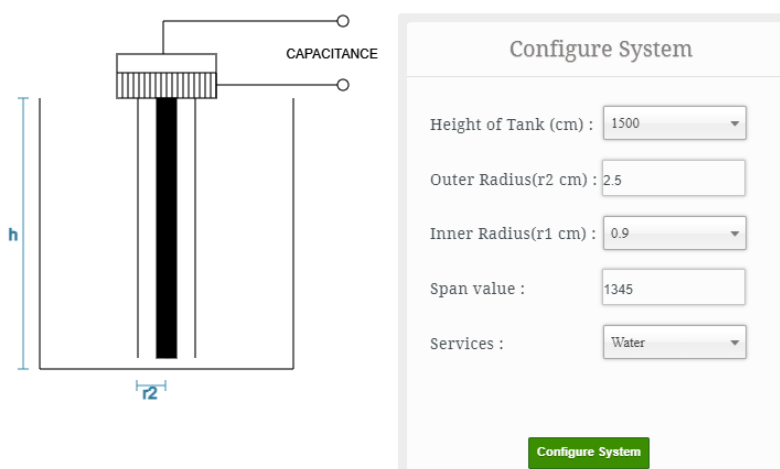 CAPACITANCE
h
r2
Configure System
Height of Tank (cm) : 1500
Outer Radius(r2 cm) : 2.5
Inner Radius(r1 cm) : 0.9
Span value : 1345
Services : Water
Configure System